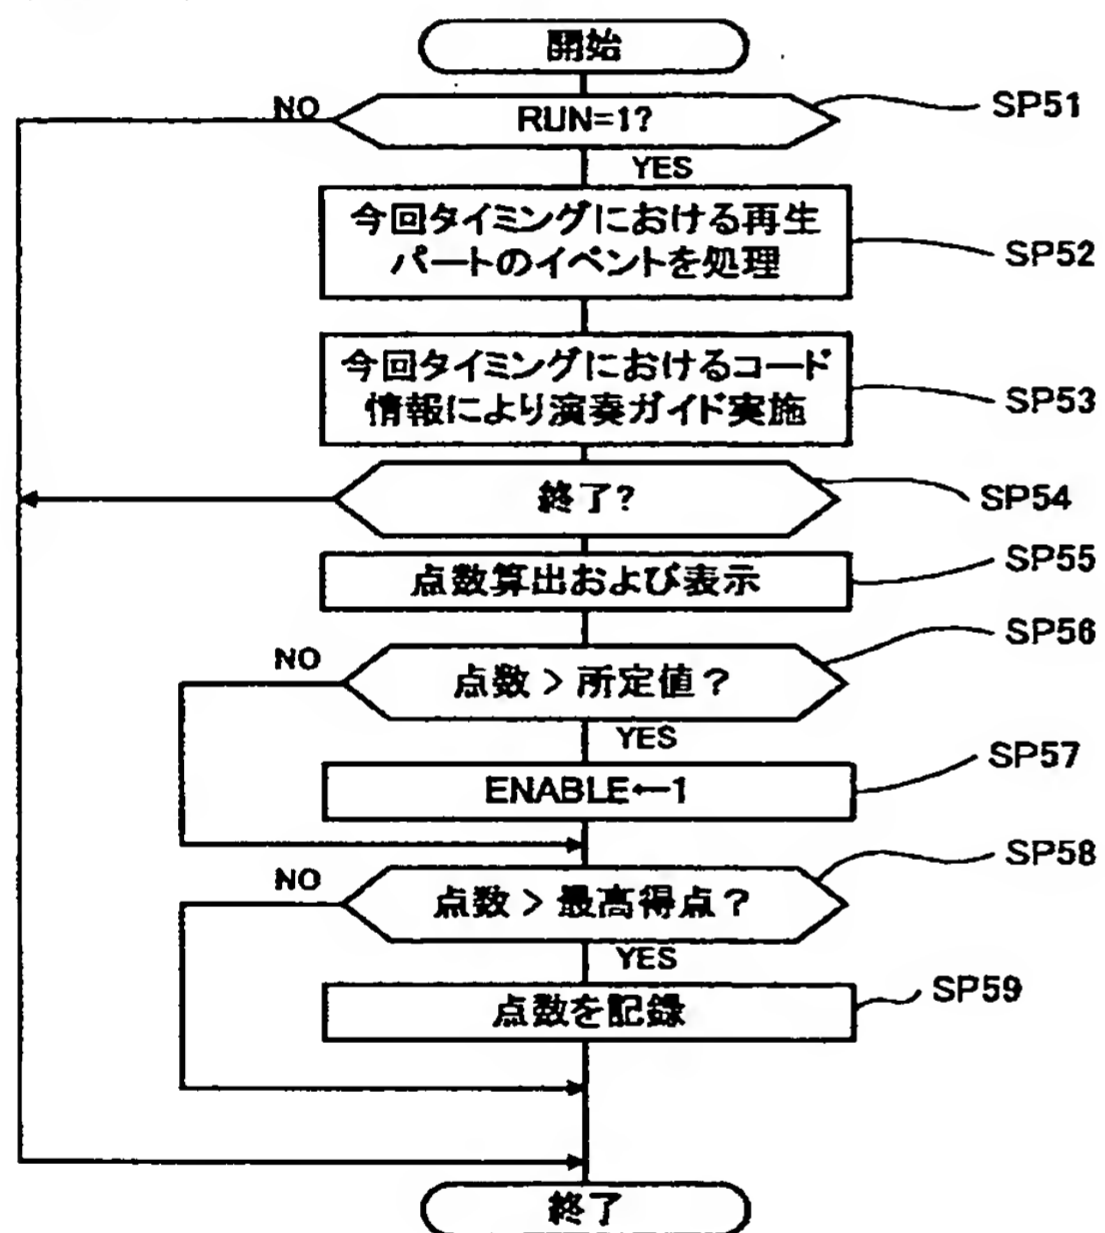 開始
NO
RUN=1?
SP51
YES
今回タイミングにおける再生
パートのイベントを処理
SP52
今回タイミングにおけるコード
情報により演奏ガイド実施
SP53
終了?
SP54
点数算出および表示
SP55
NO
点数 > 所定値?
SP56
YES
ENABLE←1
SP57
NO
点数 > 最高得点?
SP58
YES
点数を記録
SP59
終了